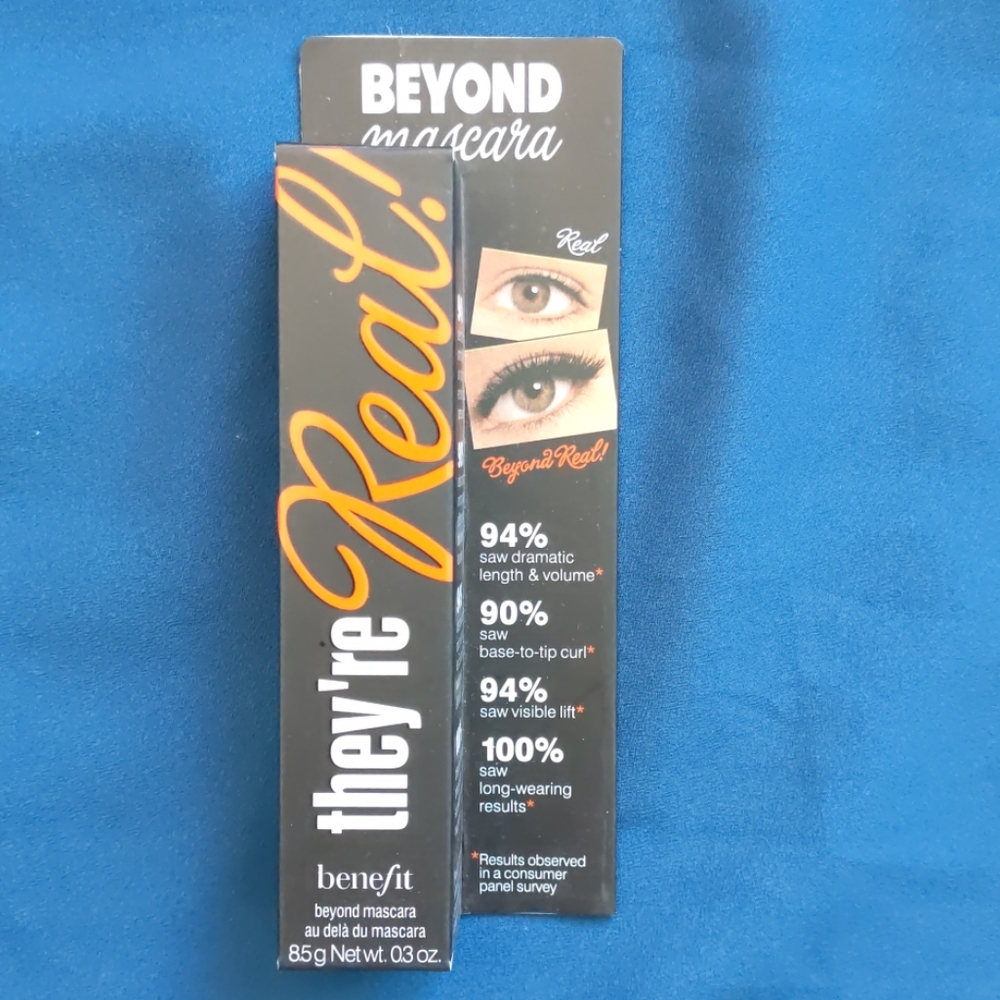 BEYOND
mascara
Real
Beyond Real!
94%
saw dramatic
length & volume*
90%
saw
base-to-tip curl*
94%
saw visible lift*
100%
saw
long-wearing
results*
*Results observed
in a consumer
panel survey
they're Real!
benefit
beyond mascara
au delà du mascara
8.5 g Net wt. 0.3 oz.